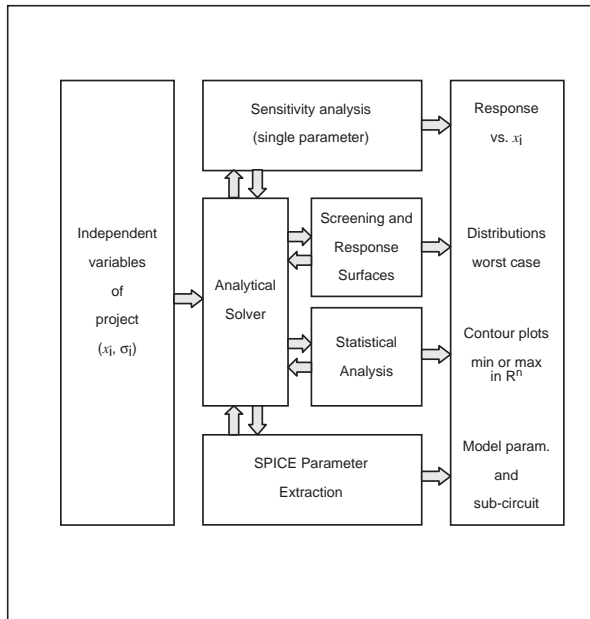 Independent
variables
of
project
(xi, σi)
Sensitivity analysis
(single parameter)
Analytical
Solver
Screening and
Response
Surfaces
Statistical
Analysis
SPICE Parameter
Extraction
Response
vs. xi
Distributions
worst case
Contour plots
min or max
in Rn
Model param.
and
sub-circuit